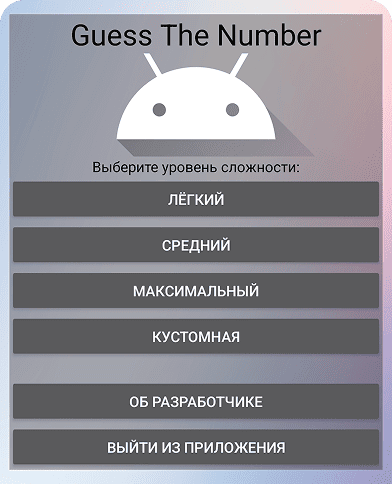 Guess The Number
Выберите уровень сложности:
ЛЁГКИЙ
СРЕДНИЙ
МАКСИМАЛЬНЫЙ
КУСТОМНАЯ
ОБ РАЗРАБОТЧИКЕ
ВЫЙТИ ИЗ ПРИЛОЖЕНИЯ